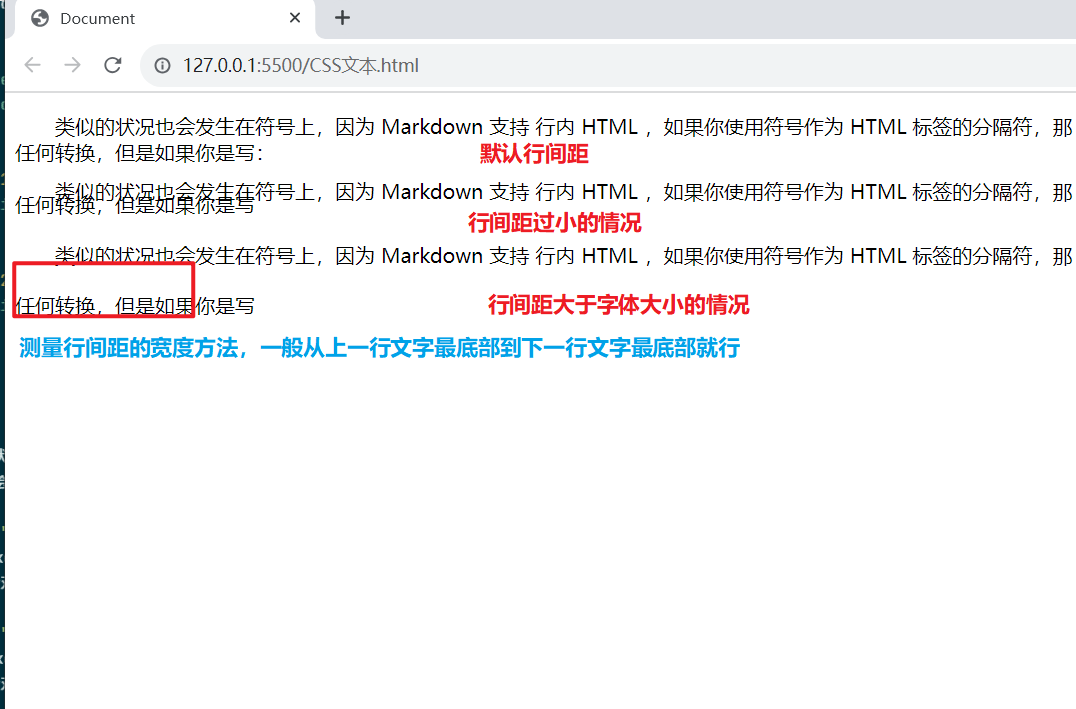 Document
127.0.0.1:5500/CSS文本.html
类似的状况也会发生在符号上，因为 Markdown 支持 行内 HTML ，如果你使用符号作为 HTML 标签的分隔符，那
任何转换，但是如果你是写：
默认行间距
类似的状况也会发生在符号上，因为 Markdown 支持 行内 HTML ，如果你使用符号作为 HTML 标签的分隔符，那
任何转换，但是如果你是写
行间距过小的情况
类似的状况也会发生在符号上，因为 Markdown 支持 行内 HTML ，如果你使用符号作为 HTML 标签的分隔符，那
任何转换，但是如果你是写
行间距大于字体大小的情况
测量行间距的宽度方法，一般从上一行文字最底部到下一行文字最底部就行